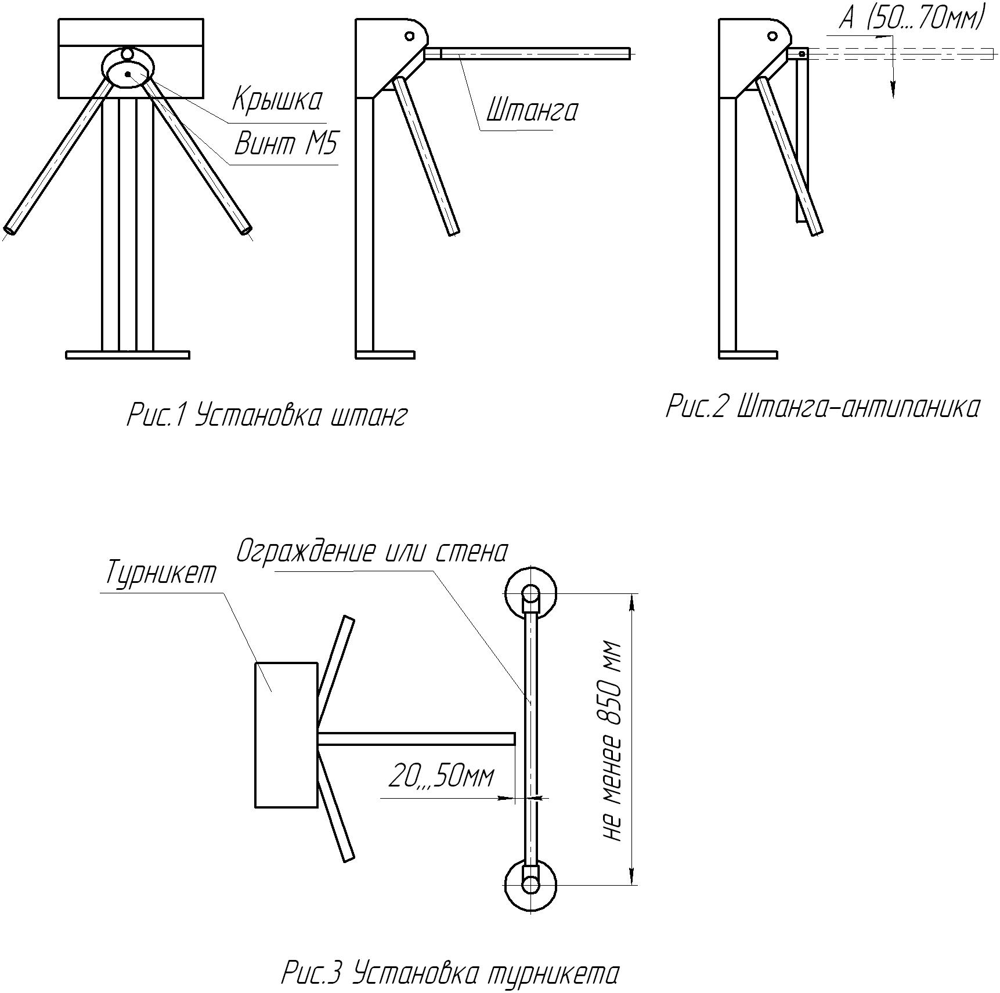 А (50...70мм)
Крышка
Винт М5
Штанга
Рис.1 Установка штанг
Рис.2 Штанга-антипаника
Ограждение или стена
Турникет
20,,,50мм
не менее 850 мм
Рис.3 Установка турникета